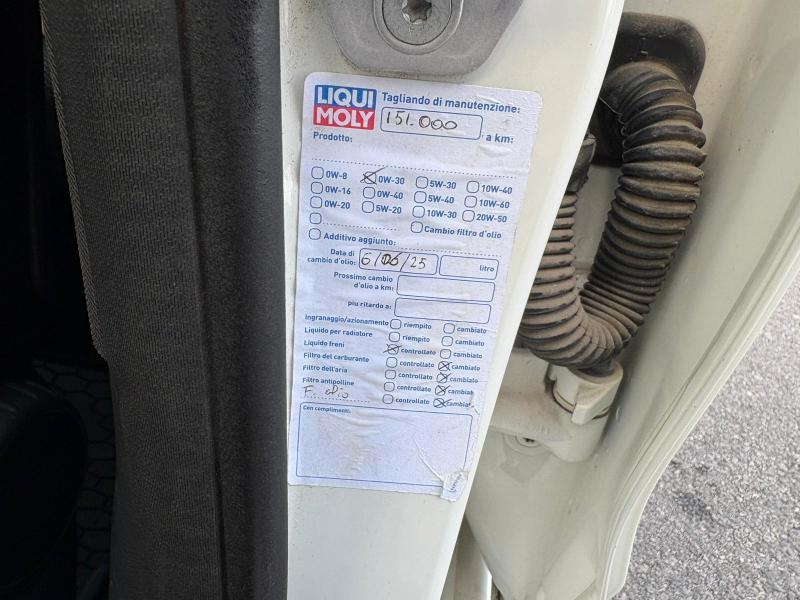 LIQUI
MOLY
Tagliando di manutenzione:
151.000 a km:
Prodotto:
0W-8 0W-30 5W-30 10W-40
0W-16 0W-40 5W-40 10W-60
0W-20 5W-20 10W-30 20W-50
Cambio filtro d'olio
Additivo aggiunto:
Data di
cambio d'olio: 6/06/25 litro
Prossimo cambio
d'olio a km:
piu ritardo a:
Ingranaggio/azionamento riempito cambiato
Liquido per radiatore riempito cambiato
Liquido freni controllato cambiato
Filtro del carburante controllato cambiato
Filtro dell'aria controllato cambiato
Filtro antipolline controllato cambiato
F. olio controllato cambiat
Con complimenti: